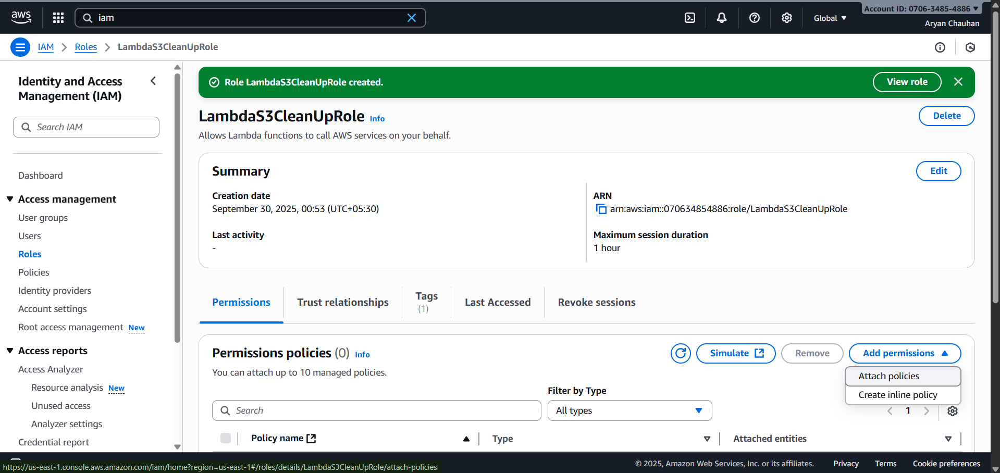 aws
iam
Global
Account ID: 0706-3485-4886
Aryan Chauhan
IAM
Roles
LambdaS3CleanUpRole
Identity and Access
Management (IAM)
Search IAM
Dashboard
Access management
User groups
Users
Roles
Policies
Identity providers
Account settings
Root access management New
Access reports
Access Analyzer
Resource analysis New
Unused access
Analyzer settings
Credential report
Role LambdaS3CleanUpRole created.
View role
LambdaS3CleanUpRole Info
Delete
Allows Lambda functions to call AWS services on your behalf.
Summary
Edit
Creation date
September 30, 2025, 00:53 (UTC+05:30)
ARN
arn:aws:iam::070634854886:role/LambdaS3CleanUpRole
Last activity
-
Maximum session duration
1 hour
Permissions
Trust relationships
Tags
(1)
Last Accessed
Revoke sessions
Permissions policies (0) Info
Simulate
Remove
Add permissions
You can attach up to 10 managed policies.
Attach policies
Create inline policy
Filter by Type
Search
All types
1
Policy name
Type
Attached entities
https://us-east-1.console.aws.amazon.com/iam/home?region=us-east-1#/roles/details/LambdaS3CleanUpRole/attach-policies
© 2025, Amazon Web Services, Inc. or its affiliates.
Privacy
Terms
Cookie preferences